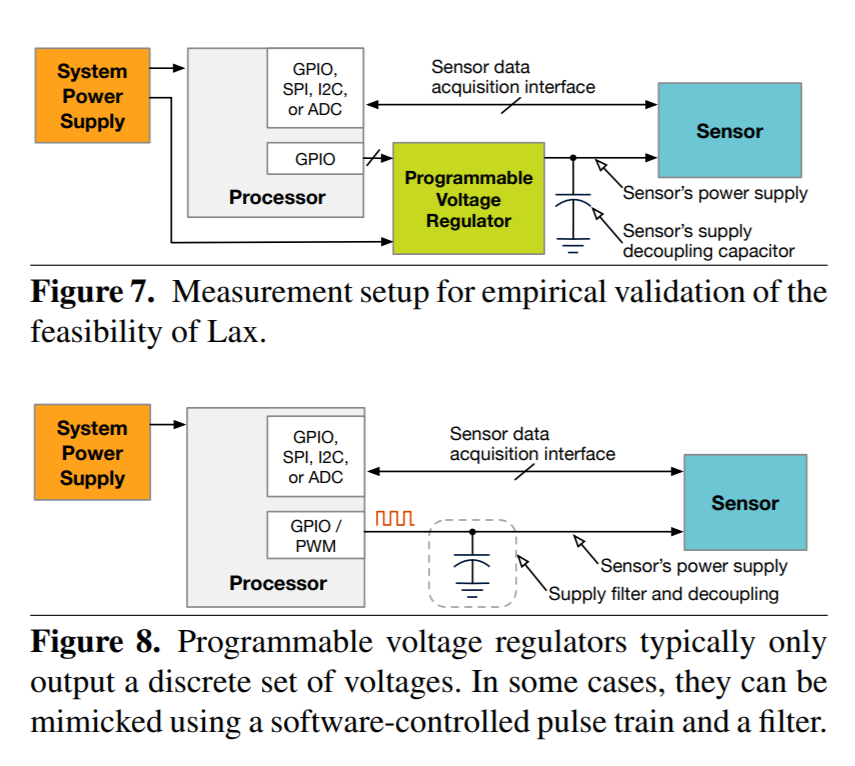 System
Power
Supply
GPIO,
SPI, I2C,
or ADC
GPIO
Processor
Sensor data
acquisition interface
Programmable
Voltage
Regulator
Sensor
Sensor's power supply
Sensor's supply
decoupling capacitor
Figure 7. Measurement setup for empirical validation of the
feasibility of Lax.
System
Power
Supply
GPIO,
SPI, I2C,
or ADC
GPIO /
PWM
Processor
Sensor data
acquisition interface
Sensor
Sensor's power supply
Supply filter and decoupling
Figure 8. Programmable voltage regulators typically only
output a discrete set of voltages. In some cases, they can be
mimicked using a software-controlled pulse train and a filter.